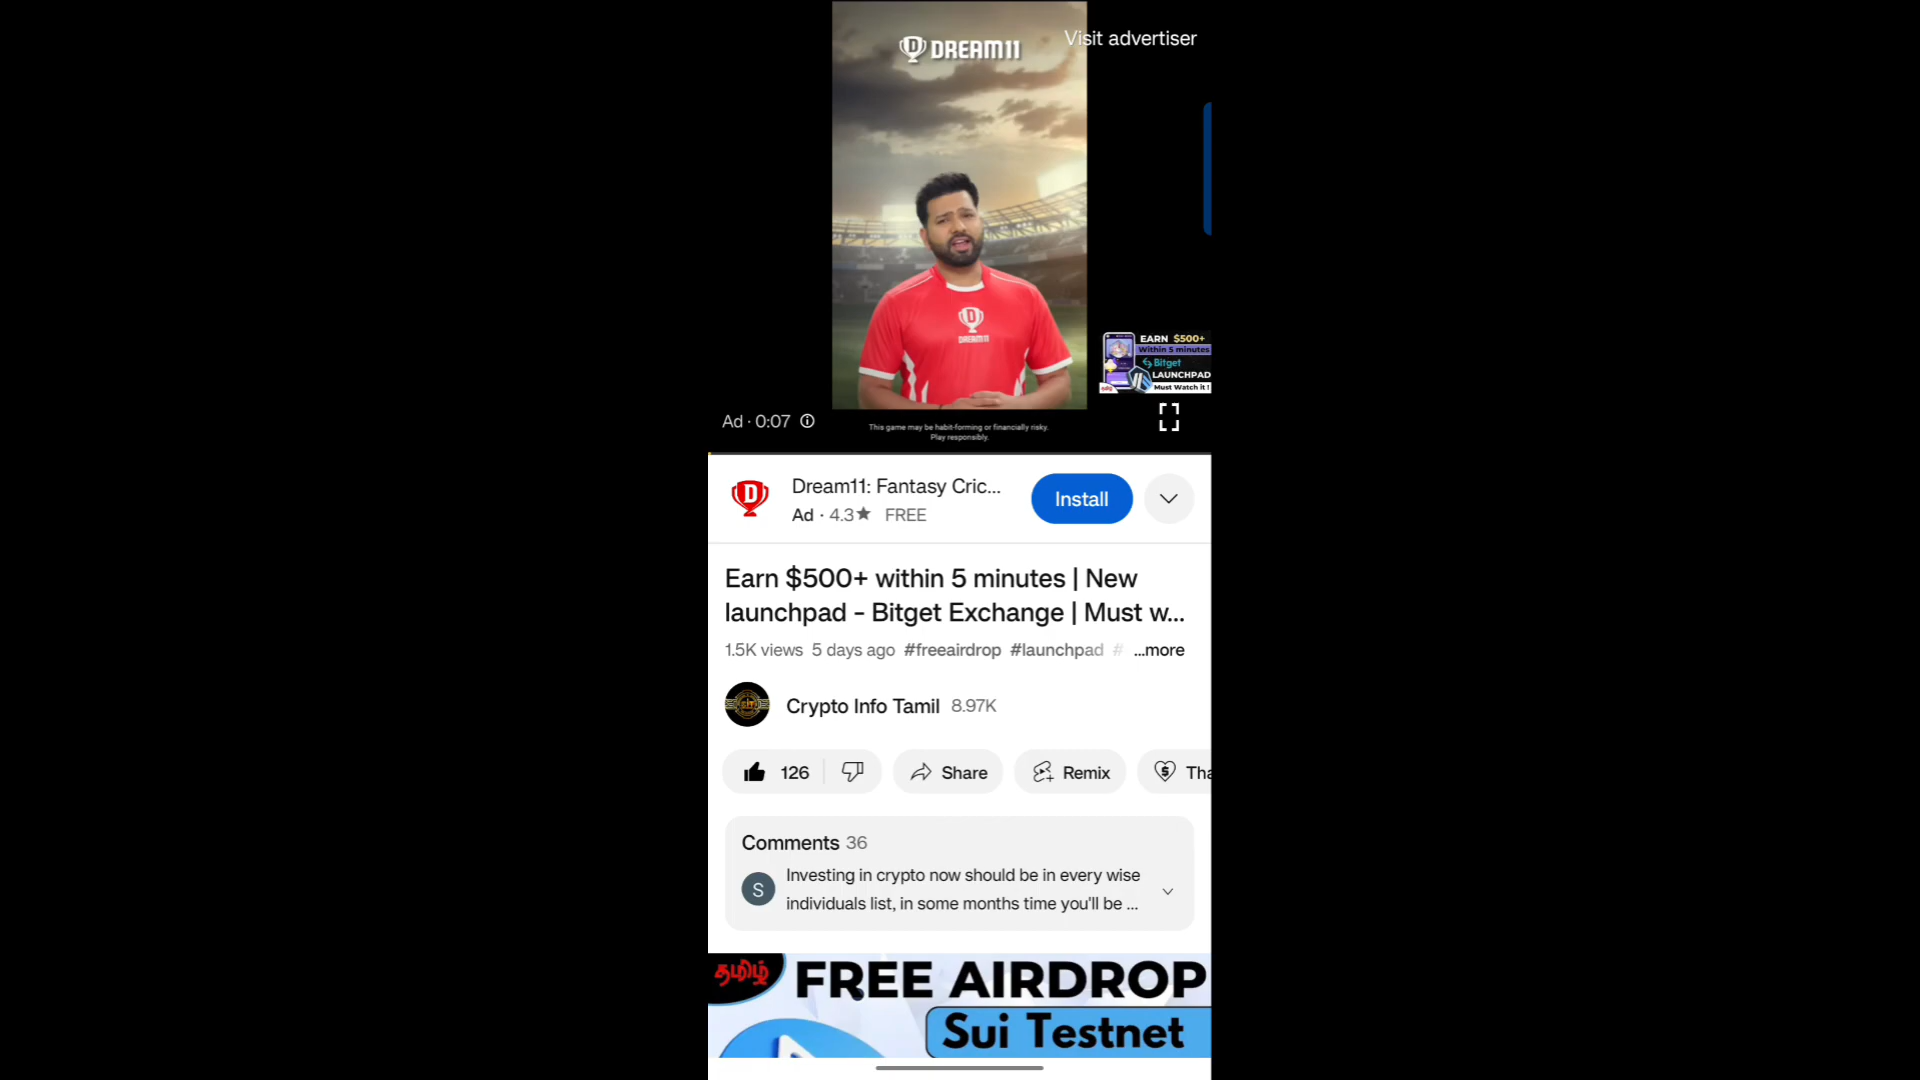 DREAM11
Visit advertiser
DREAM11
EARN $500+
Within 5 minutes
Bitget
LAUNCHPAD
Must Watch it !
Ad · 0:07
This game may be habit-forming or financially risky.
Play responsibly.
Dream11: Fantasy Cric...
Install
Ad · 4.3★ FREE
Earn $500+ within 5 minutes | New
launchpad - Bitget Exchange | Must w...
1.5K views 5 days ago #freeairdrop #launchpad # ...more
Crypto Info Tamil 8.97K
126
Share
Remix
Tha
Comments 36
S
Investing in crypto now should be in every wise
individuals list, in some months time you'll be ...
தமிழ்
FREE AIRDROP
Sui Testnet